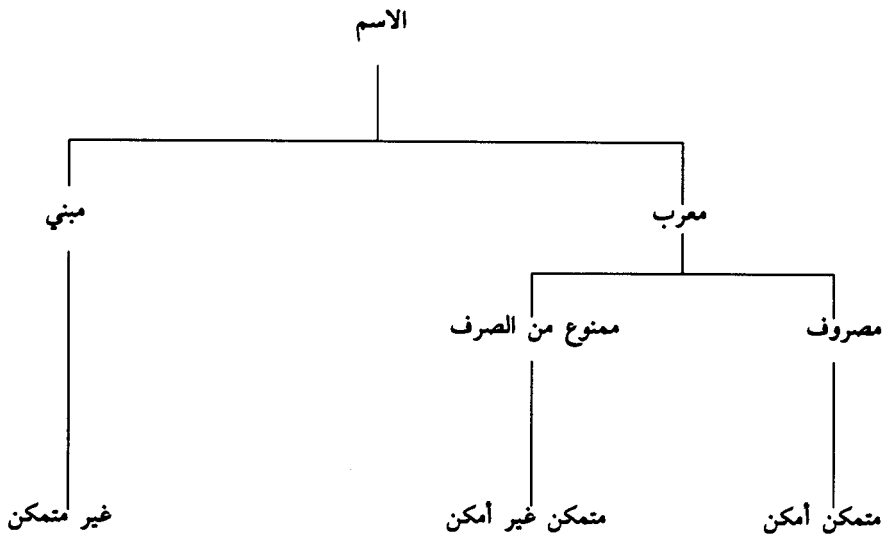 الاسم
معرب
مبني
مصروف
ممنوع من الصرف
متمكن أمكن
متمكن غير أمكن
غير متمكن